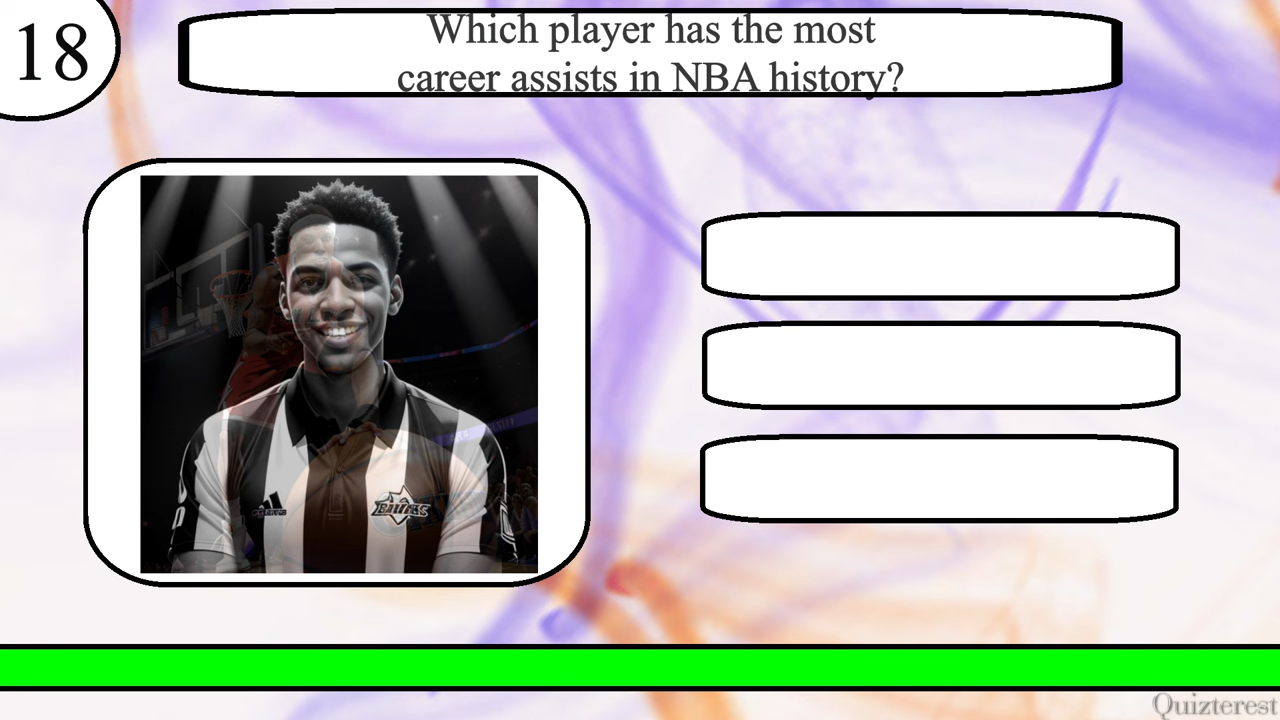 18
Which player has the most
career assists in NBA history?
Quizterest